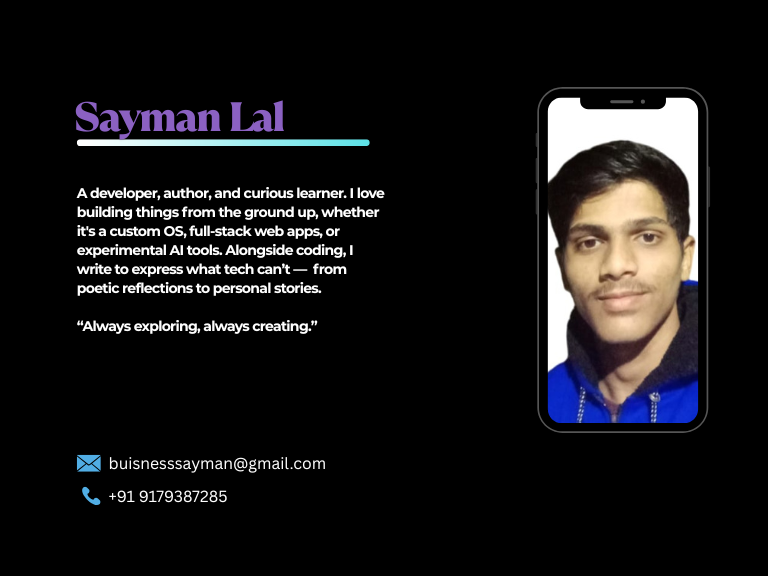 Sayman Lal
A developer, author, and curious learner. I love
building things from the ground up, whether
it's a custom OS, full-stack web apps, or
experimental AI tools. Alongside coding, I
write to express what tech can’t — from
poetic reflections to personal stories.
“Always exploring, always creating.”
buisnesssayman@gmail.com
+91 9179387285